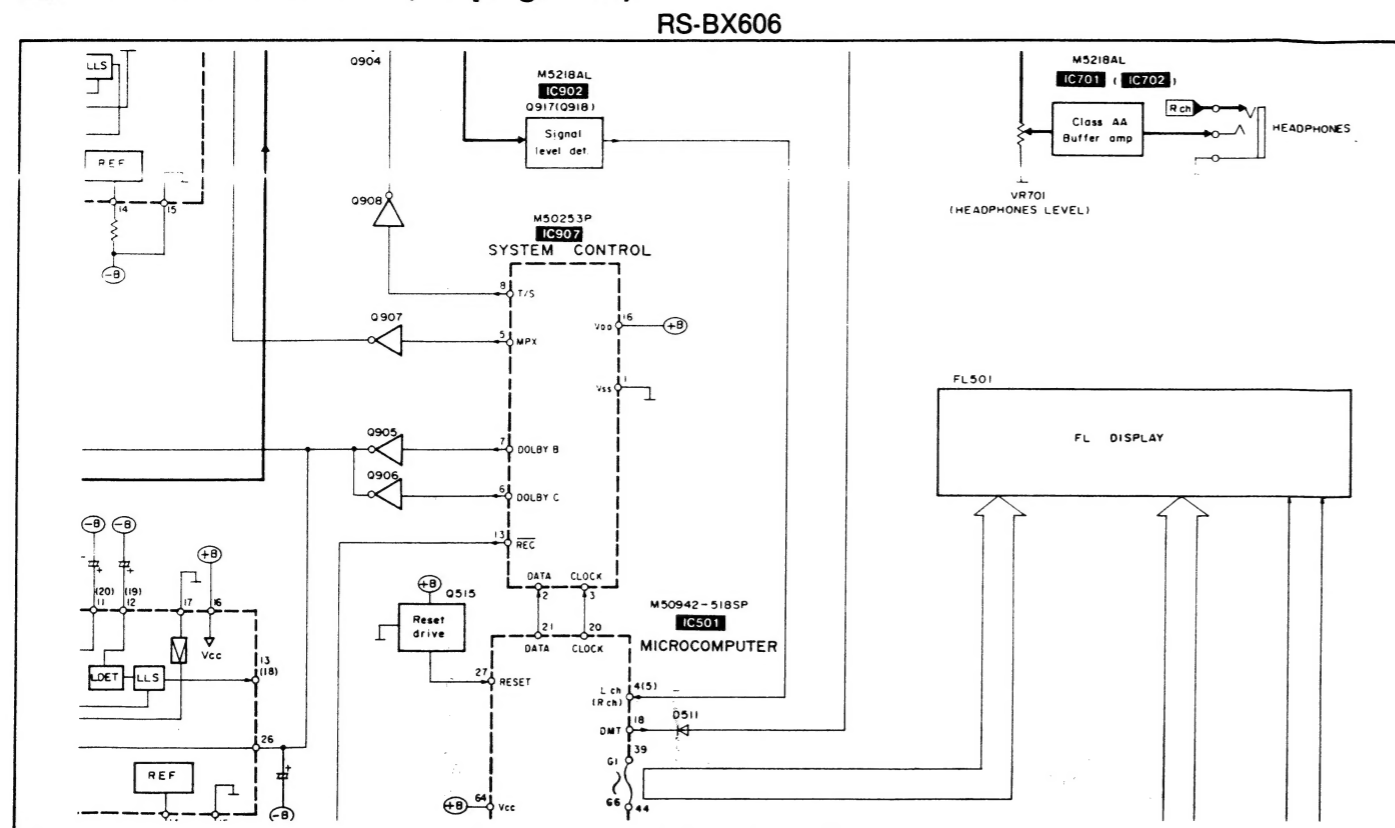 RS-BX606
LLS
REF
14
15
-B
Q904
Q908
Q907
Q905
Q906
M5218AL
IC902
Q917(Q918)
Signal
level det.
M50253P
IC907
SYSTEM CONTROL
8
T/S
5
MPX
7
DOLBY B
6
DOLBY C
13
REC
VDD
16
+B
Vss
1
DATA
CLOCK
2
3
M5218AL
IC701 ( IC702 )
Class AA
Buffer amp
R ch
HEADPHONES
VR701
(HEADPHONES LEVEL)
FL501
FL DISPLAY
-B
-B
+B
+
+
(20)
(19)
11
12
17
16
Vcc
LDET
LLS
13
(18)
26
REF
+
-B
+B
Q515
Reset
drive
M50942-518SP
IC501
MICROCOMPUTER
21
20
DATA
CLOCK
27
RESET
L ch
(R ch)
4(5)
DMT
18
D511
39
G1
G6
44
+B
64
Vcc